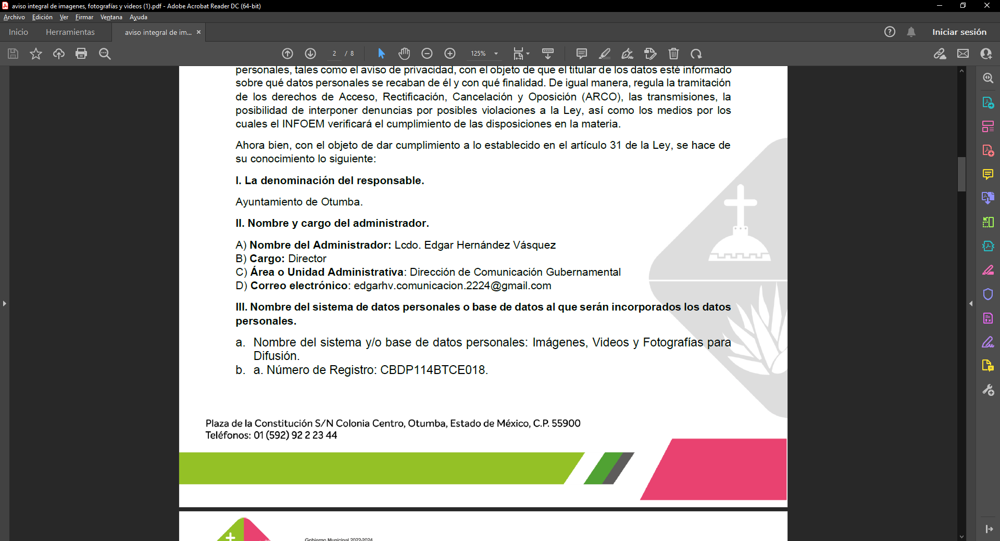 aviso integral de imagenes, fotografías y videos (1).pdf - Adobe Acrobat Reader DC (64-bit)
Archivo Edición Ver Firmar Ventana Ayuda
Inicio Herramientas aviso integral de im... Iniciar sesión
2 / 8 125%
personales, tales como el aviso de privacidad, con el objeto de que el titular de los datos esté informado
sobre qué datos personales se recaban de él y con qué finalidad. De igual manera, regula la tramitación
de los derechos de Acceso, Rectificación, Cancelación y Oposición (ARCO), las transmisiones, la
posibilidad de interponer denuncias por posibles violaciones a la Ley, así como los medios por los
cuales el INFOEM verificará el cumplimiento de las disposiciones en la materia.
Ahora bien, con el objeto de dar cumplimiento a lo establecido en el artículo 31 de la Ley, se hace de
su conocimiento lo siguiente:
I. La denominación del responsable.
Ayuntamiento de Otumba.
II. Nombre y cargo del administrador.
A) Nombre del Administrador: Lcdo. Edgar Hernández Vásquez
B) Cargo: Director
C) Área o Unidad Administrativa: Dirección de Comunicación Gubernamental
D) Correo electrónico: edgarhv.comunicacion.2224@gmail.com
III. Nombre del sistema de datos personales o base de datos al que serán incorporados los datos
personales.
a. Nombre del sistema y/o base de datos personales: Imágenes, Videos y Fotografías para
Difusión.
b. a. Número de Registro: CBDP114BTCE018.
Plaza de la Constitución S/N Colonia Centro, Otumba, Estado de México, C.P. 55900
Teléfonos: 01 (592) 92 2 23 44
Gobierno Municipal 2022-2024